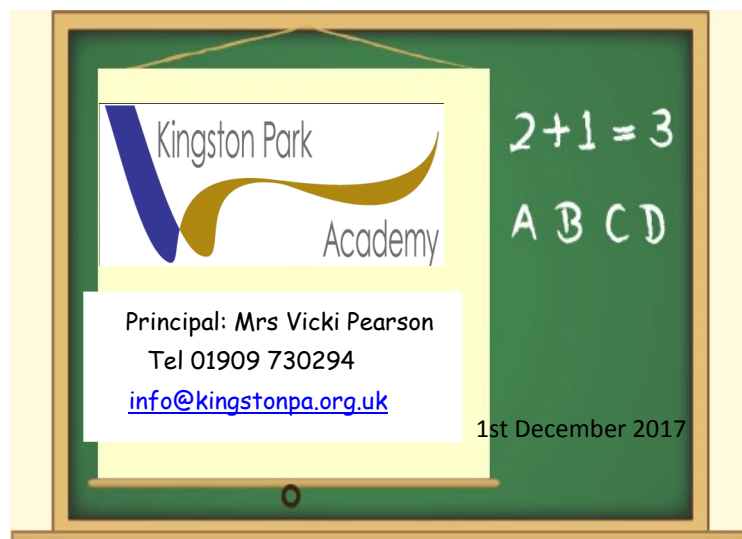 Kingston Park
Academy
2+1 = 3
A B C D
Principal: Mrs Vicki Pearson
Tel 01909 730294
info@kingstonpa.org.uk
1st December 2017